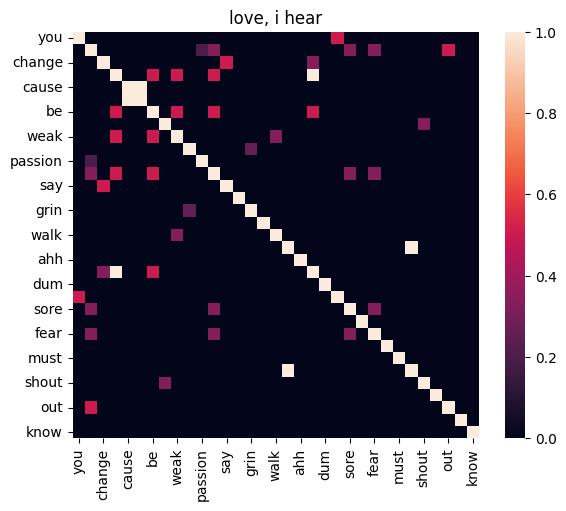 love, i hear
you
change
cause
be
weak
passion
say
grin
walk
ahh
dum
sore
fear
must
shout
out
know
1.0
0.8
0.6
0.4
0.2
0.0
you
change
cause
be
weak
passion
say
grin
walk
ahh
dum
sore
fear
must
shout
out
know